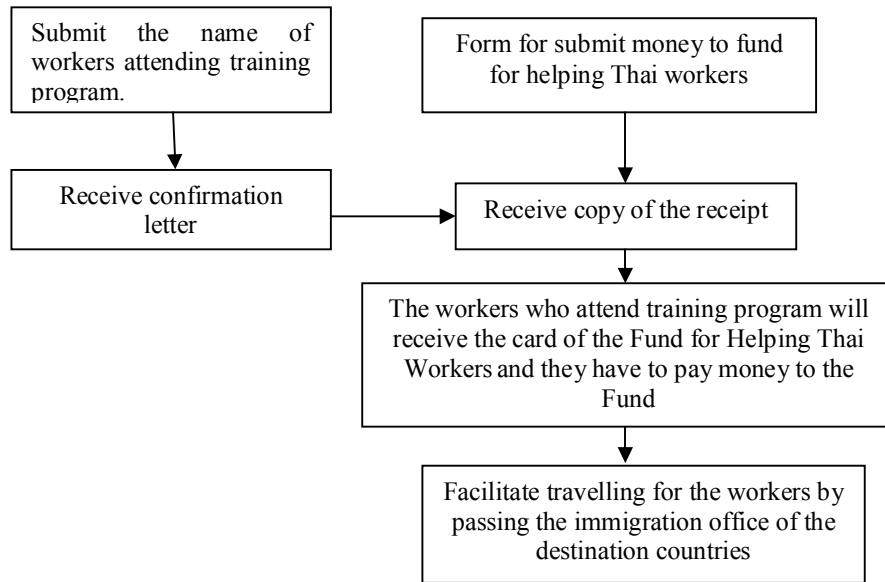 Submit the name of
workers attending training
program.
Form for submit money to fund
for helping Thai workers
Receive confirmation
letter
Receive copy of the receipt
The workers who attend training program will
receive the card of the Fund for Helping Thai
Workers and they have to pay money to the
Fund
Facilitate travelling for the workers by
passing the immigration office of the
destination countries